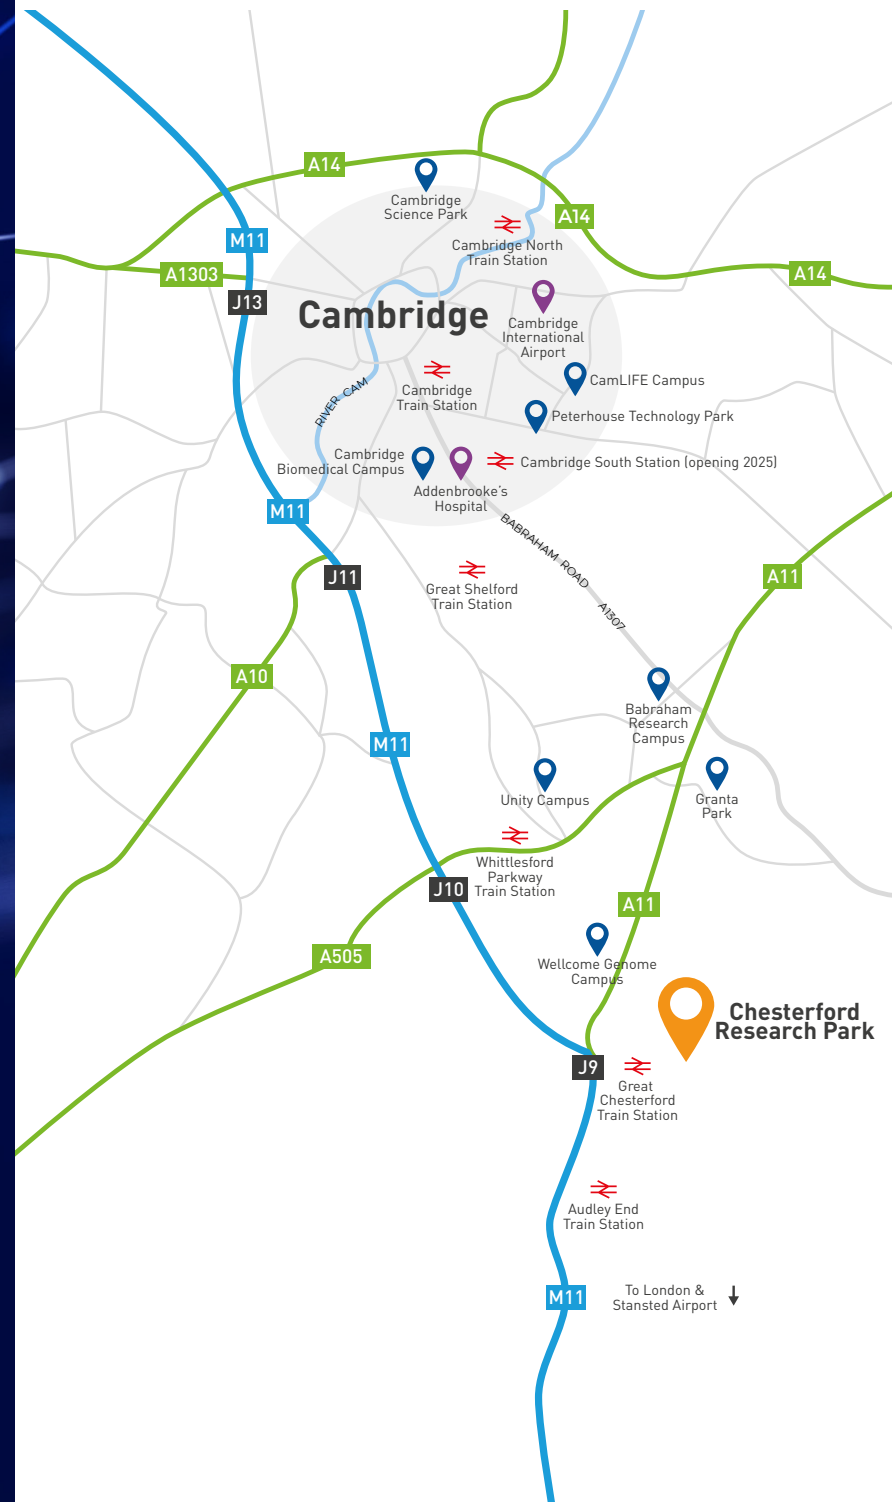 A14
Cambridge
Science Park
A14
M11
Cambridge North
Train Station
A1303
A14
J13
Cambridge
Cambridge
International
Airport
CamLIFE Campus
RIVER CAM
Cambridge
Train Station
Peterhouse Technology Park
Cambridge
Biomedical Campus
Cambridge South Station (opening 2025)
Addenbrooke's
Hospital
M11
BABRAHAM ROAD A1307
J11
A11
Great Shelford
Train Station
A10
Babraham
Research
Campus
M11
Unity Campus
Granta
Park
Whittlesford
Parkway
Train Station
J10
A11
A505
Wellcome Genome
Campus
Chesterford
Research Park
J9
Great
Chesterford
Train Station
Audley End
Train Station
M11
To London &
Stansted Airport